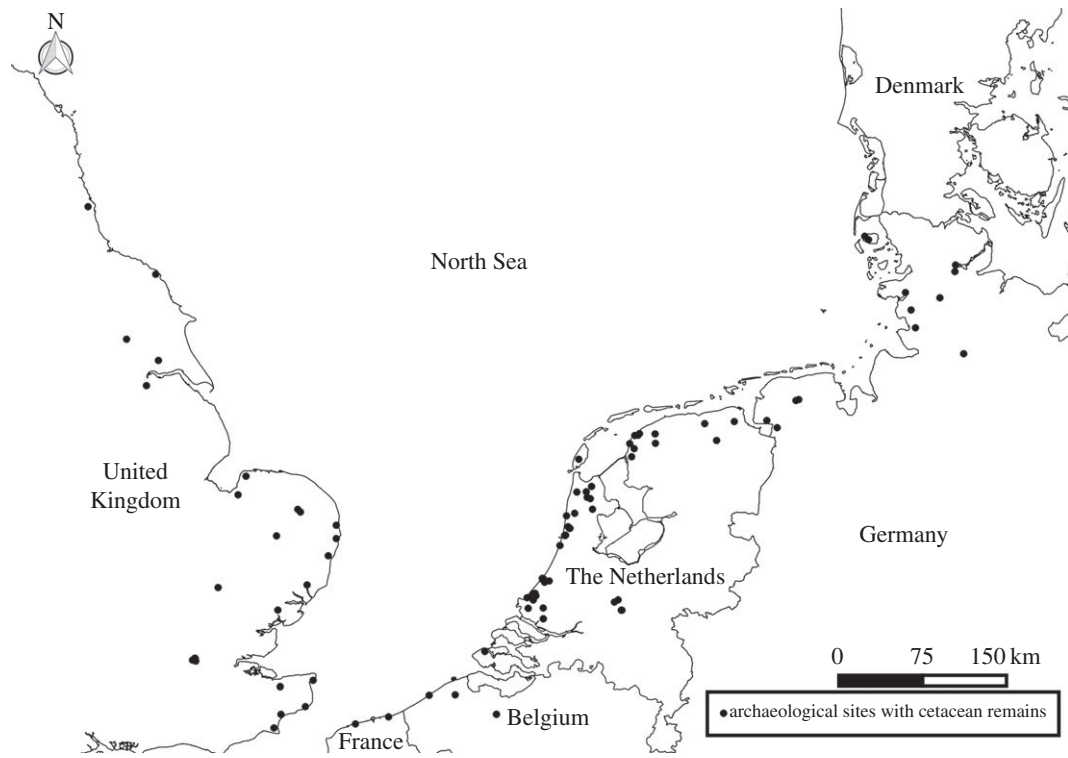 N
Denmark
North Sea
United
Kingdom
Germany
The Netherlands
0 75 150 km
Belgium
France
archaeological sites with cetacean remains